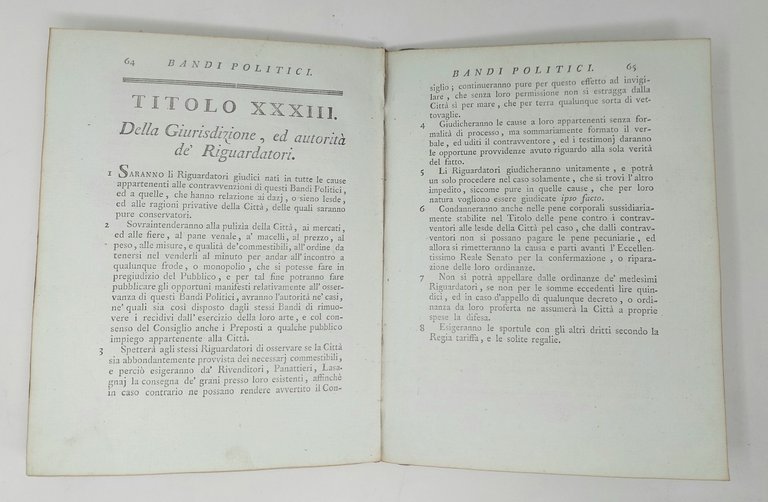 64 BANDI POLITICI.
TITOLO XXXIII.
Della Giurisdizione, ed autorità
de' Riguardatori.
1 SARANNO li Riguardatori giudici nati in tutte le cause
appartenenti alle contravvenzioni di questi Bandi Politici,
ed a quelle, che hanno relazione ai dazj, o sieno lesde,
ed alle ragioni privative della Città, delle quali saranno
pure conservatori.
2 Sovraintenderanno alla pulizia della Città, ai mercati,
ed alle fiere, al pane venale, a' macelli, al prezzo, al
peso, alle misure, e qualità de' commestibili, all' ordine da
tenersi nel venderli al minuto per andar all' incontro a
qualunque frode, o monopolio, che si potesse fare in
pregiudizio del Pubblico, e per tal fine potranno fare
pubblicare gli opportuni manifesti relativamente all' osser-
vanza di questi Bandi Politici, avranno l'autorità ne' casi,
ne' quali sia così disposto dagli stessi Bandi di rimuo-
vere i recidivi dall' esercizio della loro arte, e col con-
senso del Consiglio anche i Preposti a qualche pubblico
impiego appartenente alla Città.
3 Spetterà agli stessi Riguardatori di osservare se la Città
sia abbondantemente provvista dei necessarj commestibili,
e perciò esigeranno da' Rivenditori, Panattieri, Lasa-
gnaj la consegna de' grani presso loro esistenti, affinchè
in caso contrario ne possano rendere avvertito il Con-
BANDI POLITICI. 65
siglio; continueranno pure per questo effetto ad invigi-
lare, che senza loro permissione non si estragga dalla
Città sì per mare, che per terra qualunque sorta di vet-
tovaglie.
4 Giudicheranno le cause a loro appartenenti senza for-
malità di processo, ma sommariamente formato il ver-
bale, ed uditi il contravventore, ed i testimonj daranno
le opportune provvidenze avuto riguardo alla sola verità
del fatto.
5 Li Riguardatori giudicheranno unitamente, e potrà
un solo procedere nel caso solamente, che si trovi l'altro
impedito, siccome pure in quelle cause, che per loro
natura vogliono essere giudicate ipso facto.
6 Condanneranno anche nelle pene corporali sussidiaria-
mente stabilite nel Titolo delle pene contro i contrav-
ventori alle lesde della Città pel caso, che dalli contrav-
ventori non si possano pagare le pene pecuniarie, ed
allora si rimetteranno la causa e parti avanti l'Eccellen-
tissimo Reale Senato per la confermazione, o ripara-
zione delle loro ordinanze.
7 Non si potrà appellare dalle ordinanze de' medesimi
Riguardatori, se non per le somme eccedenti lire quin-
dici, ed in caso d'appello di qualunque decreto, o ordi-
nanza da loro proferta ne assumerà la Città a proprie
spese la difesa.
8 Esigeranno le sportule con gli altri dritti secondo la
Regia tariffa, e le solite regalie.